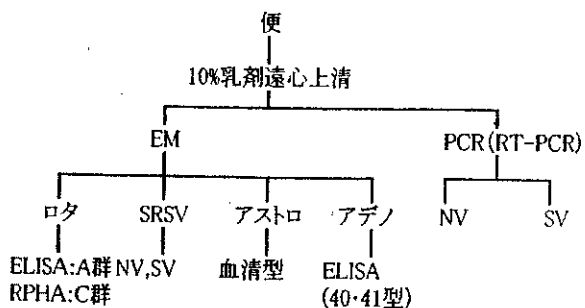 便
10%乳剤遠心上清
EM
PCR(RT-PCR)
ロタ SRSV アストロ アデノ NV SV
ELISA:A群 NV,SV 血清型 ELISA
RPHA:C群 (40・41型)